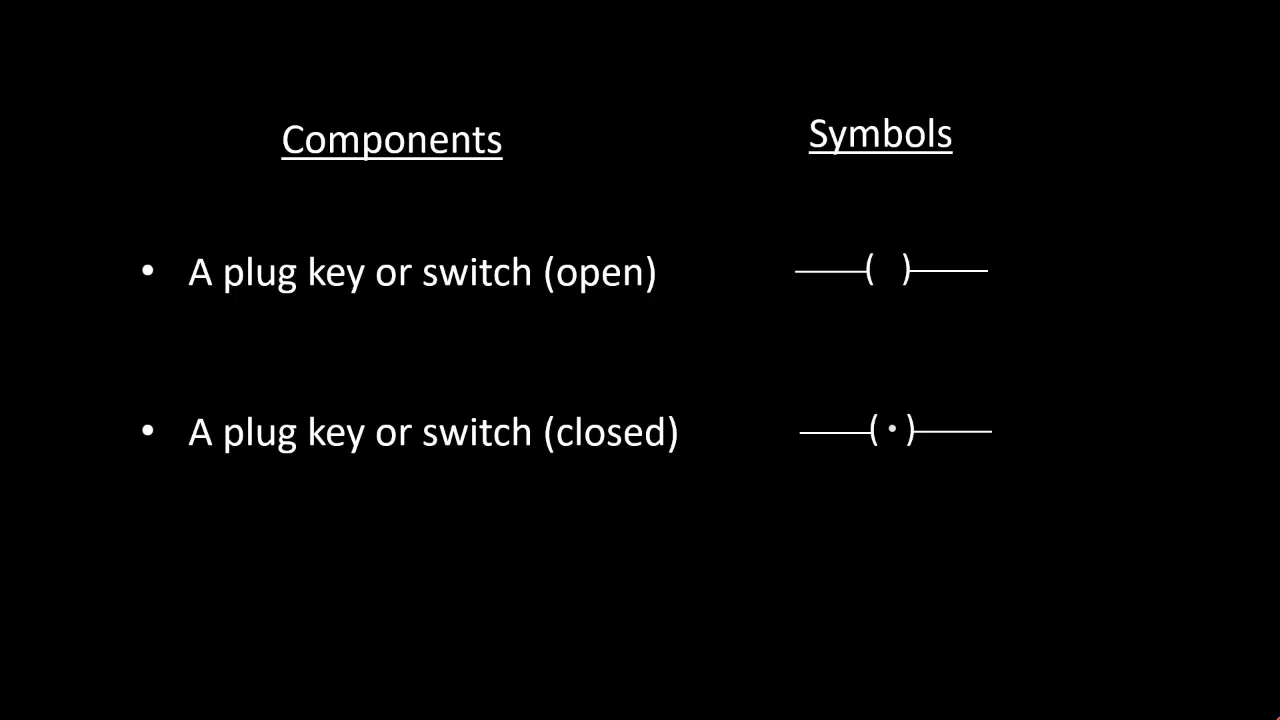 Components Symbols
• A plug key or switch (open) ( )
• A plug key or switch (closed) (·)